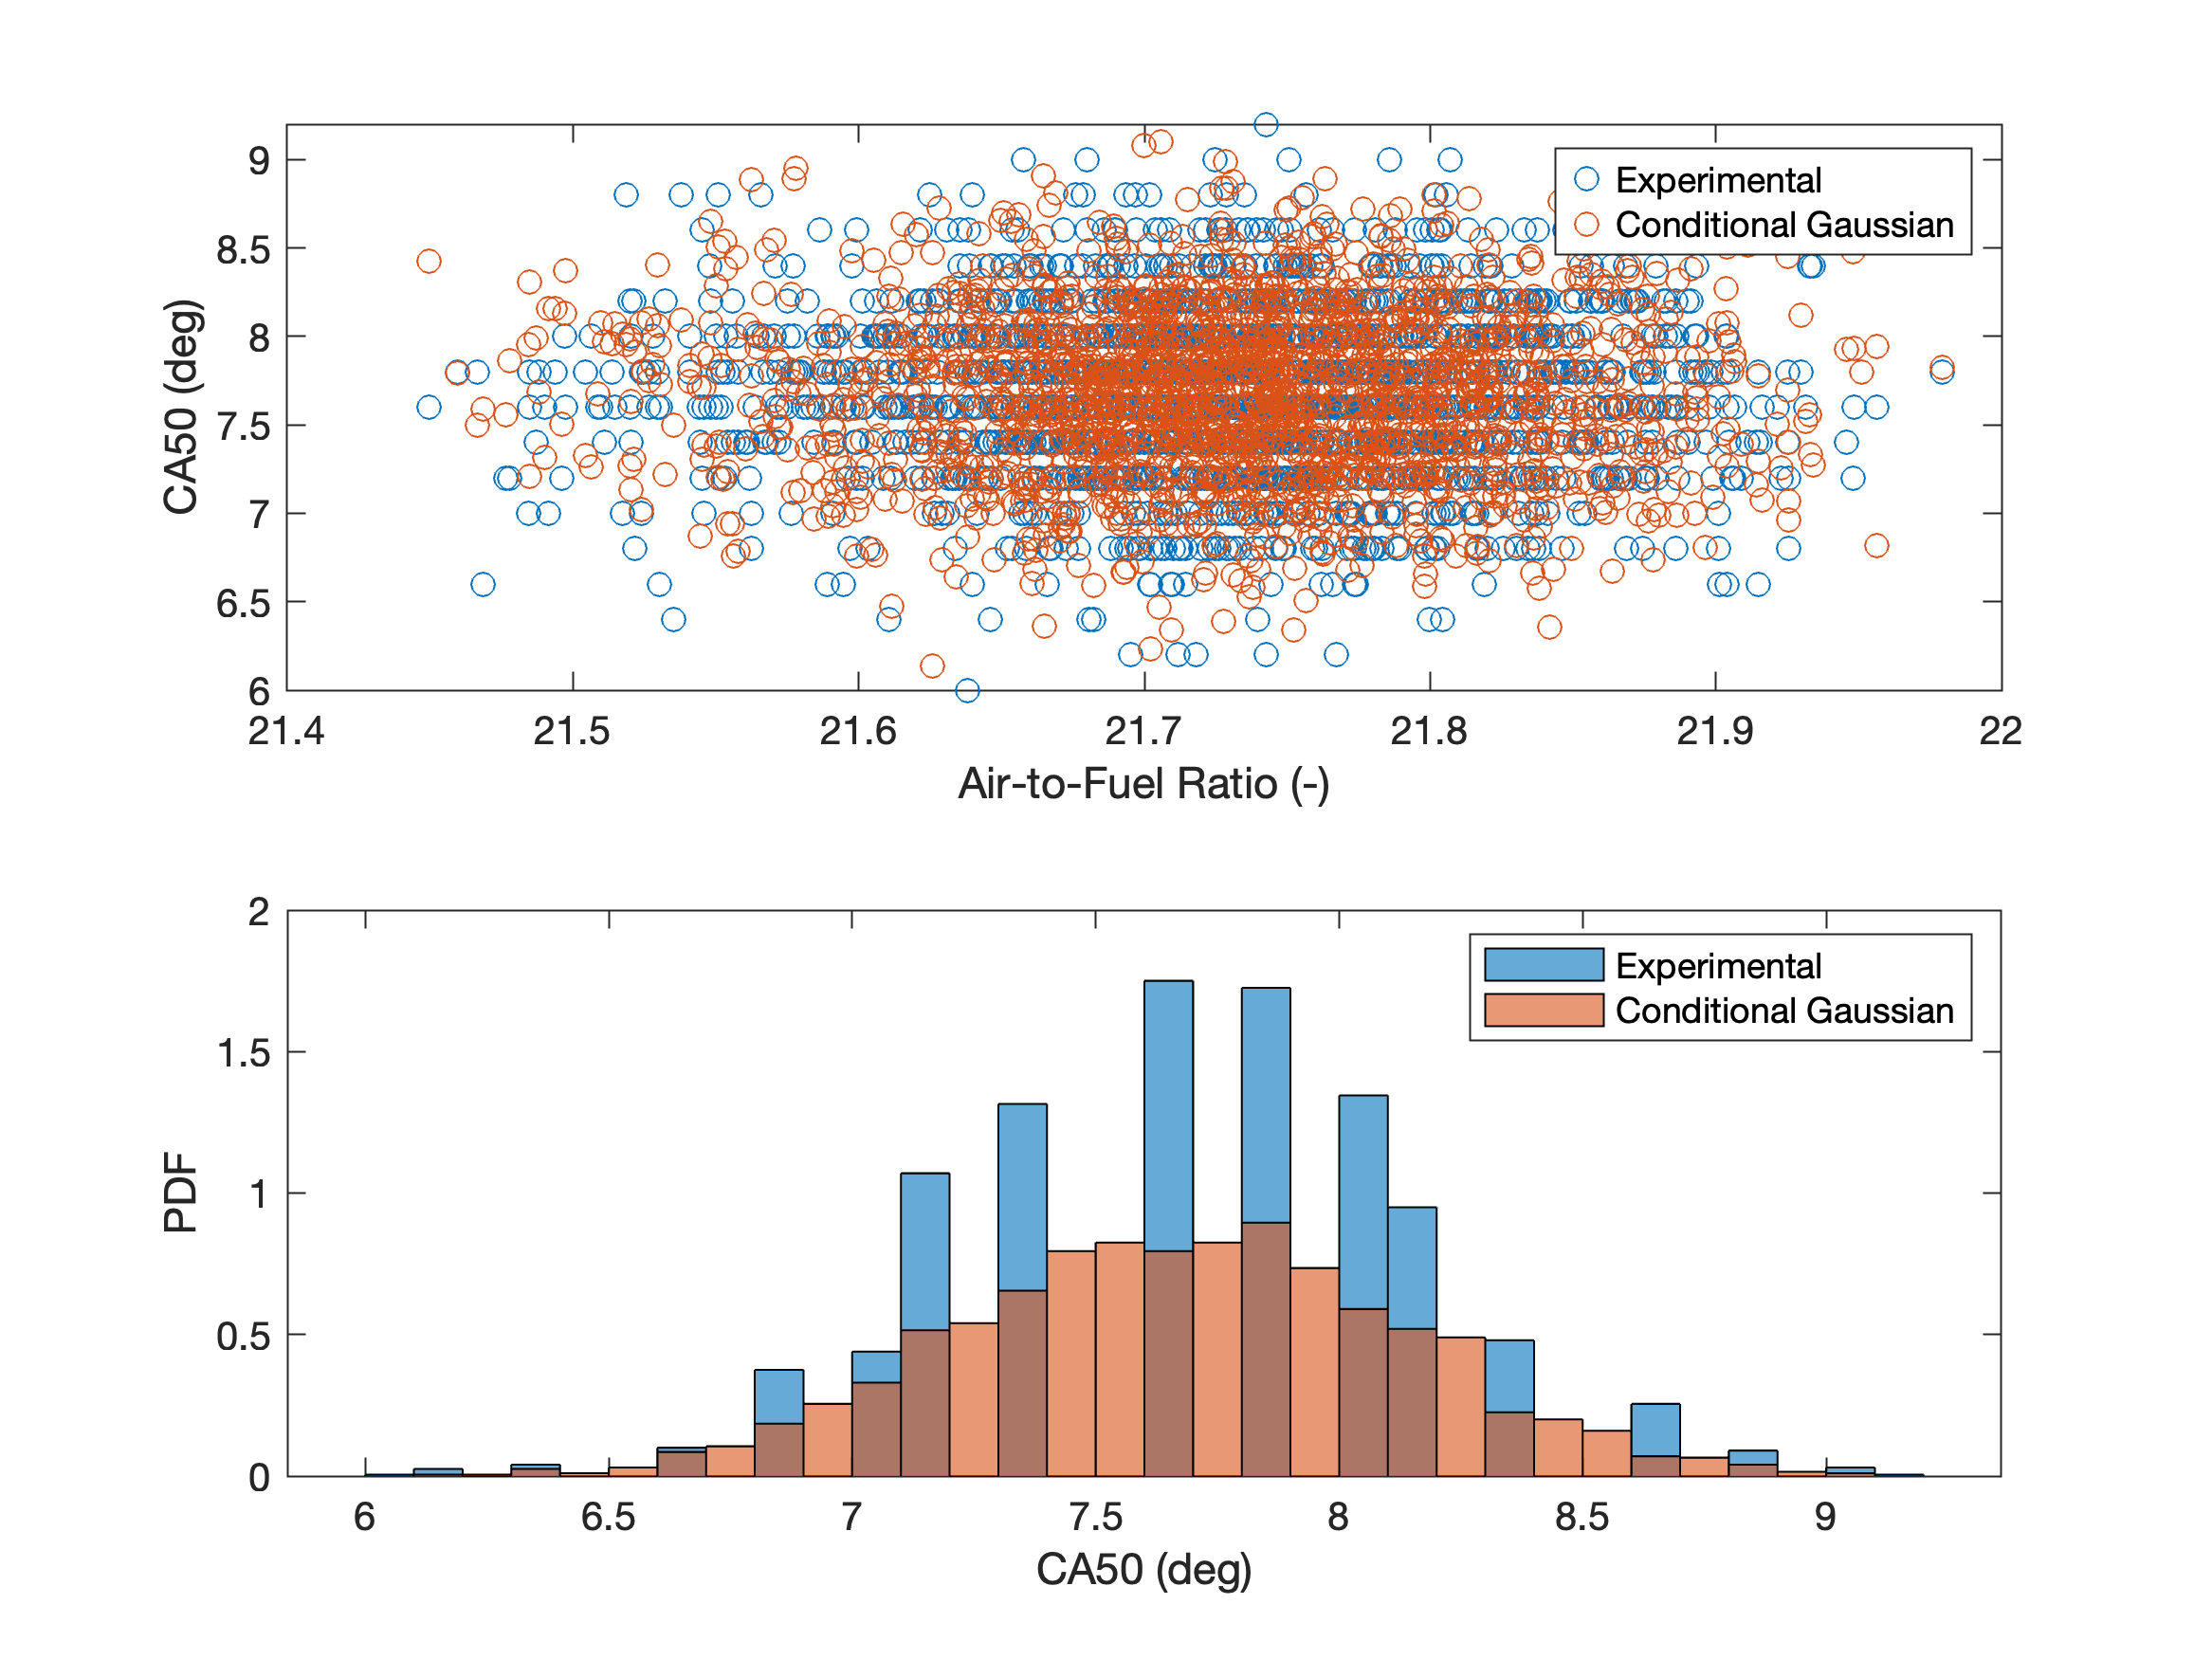 9
8.5
8
7.5
7
6.5
6
CA50 (deg)
Experimental
Conditional Gaussian
21.4 21.5 21.6 21.7 21.8 21.9 22
Air-to-Fuel Ratio (-)
2
1.5
1
0.5
0
PDF
Experimental
Conditional Gaussian
6 6.5 7 7.5 8 8.5 9
CA50 (deg)